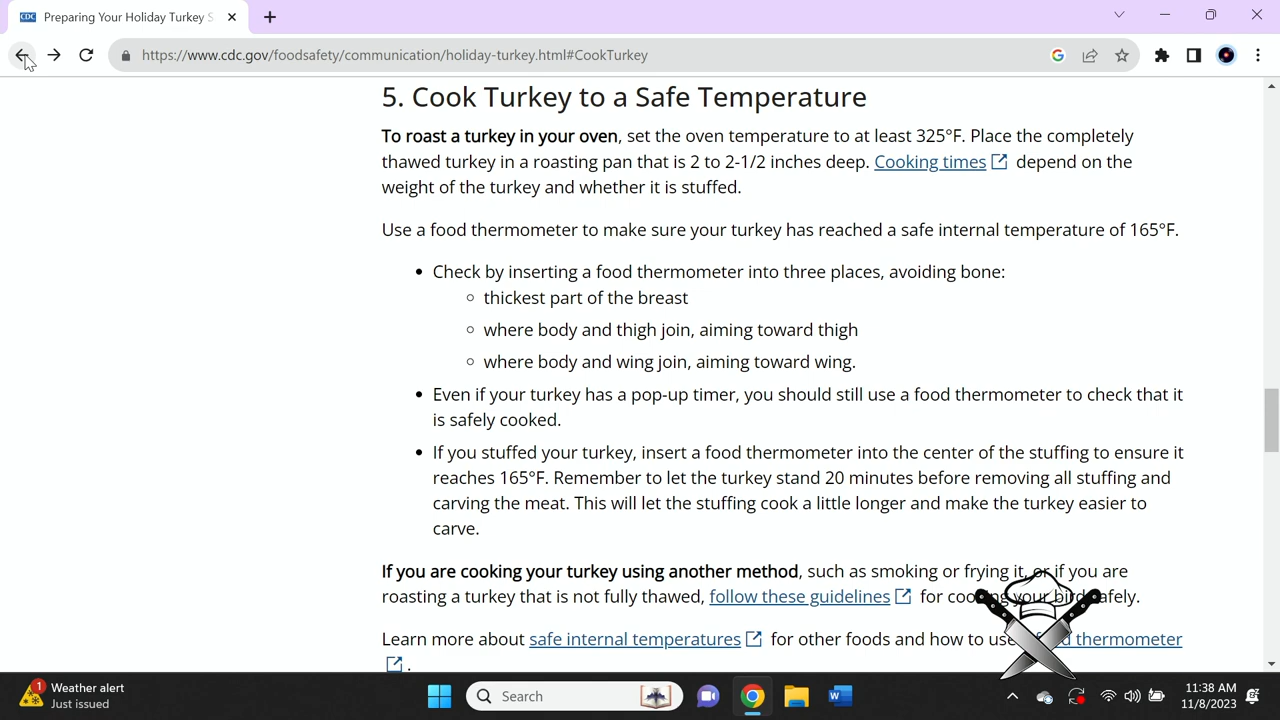 CDC Preparing Your Holiday Turkey S
https://www.cdc.gov/foodsafety/communication/holiday-turkey.html#CookTurkey
5. Cook Turkey to a Safe Temperature
To roast a turkey in your oven, set the oven temperature to at least 325°F. Place the completely
thawed turkey in a roasting pan that is 2 to 2-1/2 inches deep. Cooking times depend on the
weight of the turkey and whether it is stuffed.
Use a food thermometer to make sure your turkey has reached a safe internal temperature of 165°F.
• Check by inserting a food thermometer into three places, avoiding bone:
○ thickest part of the breast
○ where body and thigh join, aiming toward thigh
○ where body and wing join, aiming toward wing.
• Even if your turkey has a pop-up timer, you should still use a food thermometer to check that it
is safely cooked.
• If you stuffed your turkey, insert a food thermometer into the center of the stuffing to ensure it
reaches 165°F. Remember to let the turkey stand 20 minutes before removing all stuffing and
carving the meat. This will let the stuffing cook a little longer and make the turkey easier to
carve.
If you are cooking your turkey using another method, such as smoking or frying it, or if you are
roasting a turkey that is not fully thawed, follow these guidelines for cooking your bird safely.
Learn more about safe internal temperatures for other foods and how to use thermometer
.
Weather alert
Just issued
1
Search
11:38 AM
11/8/2023